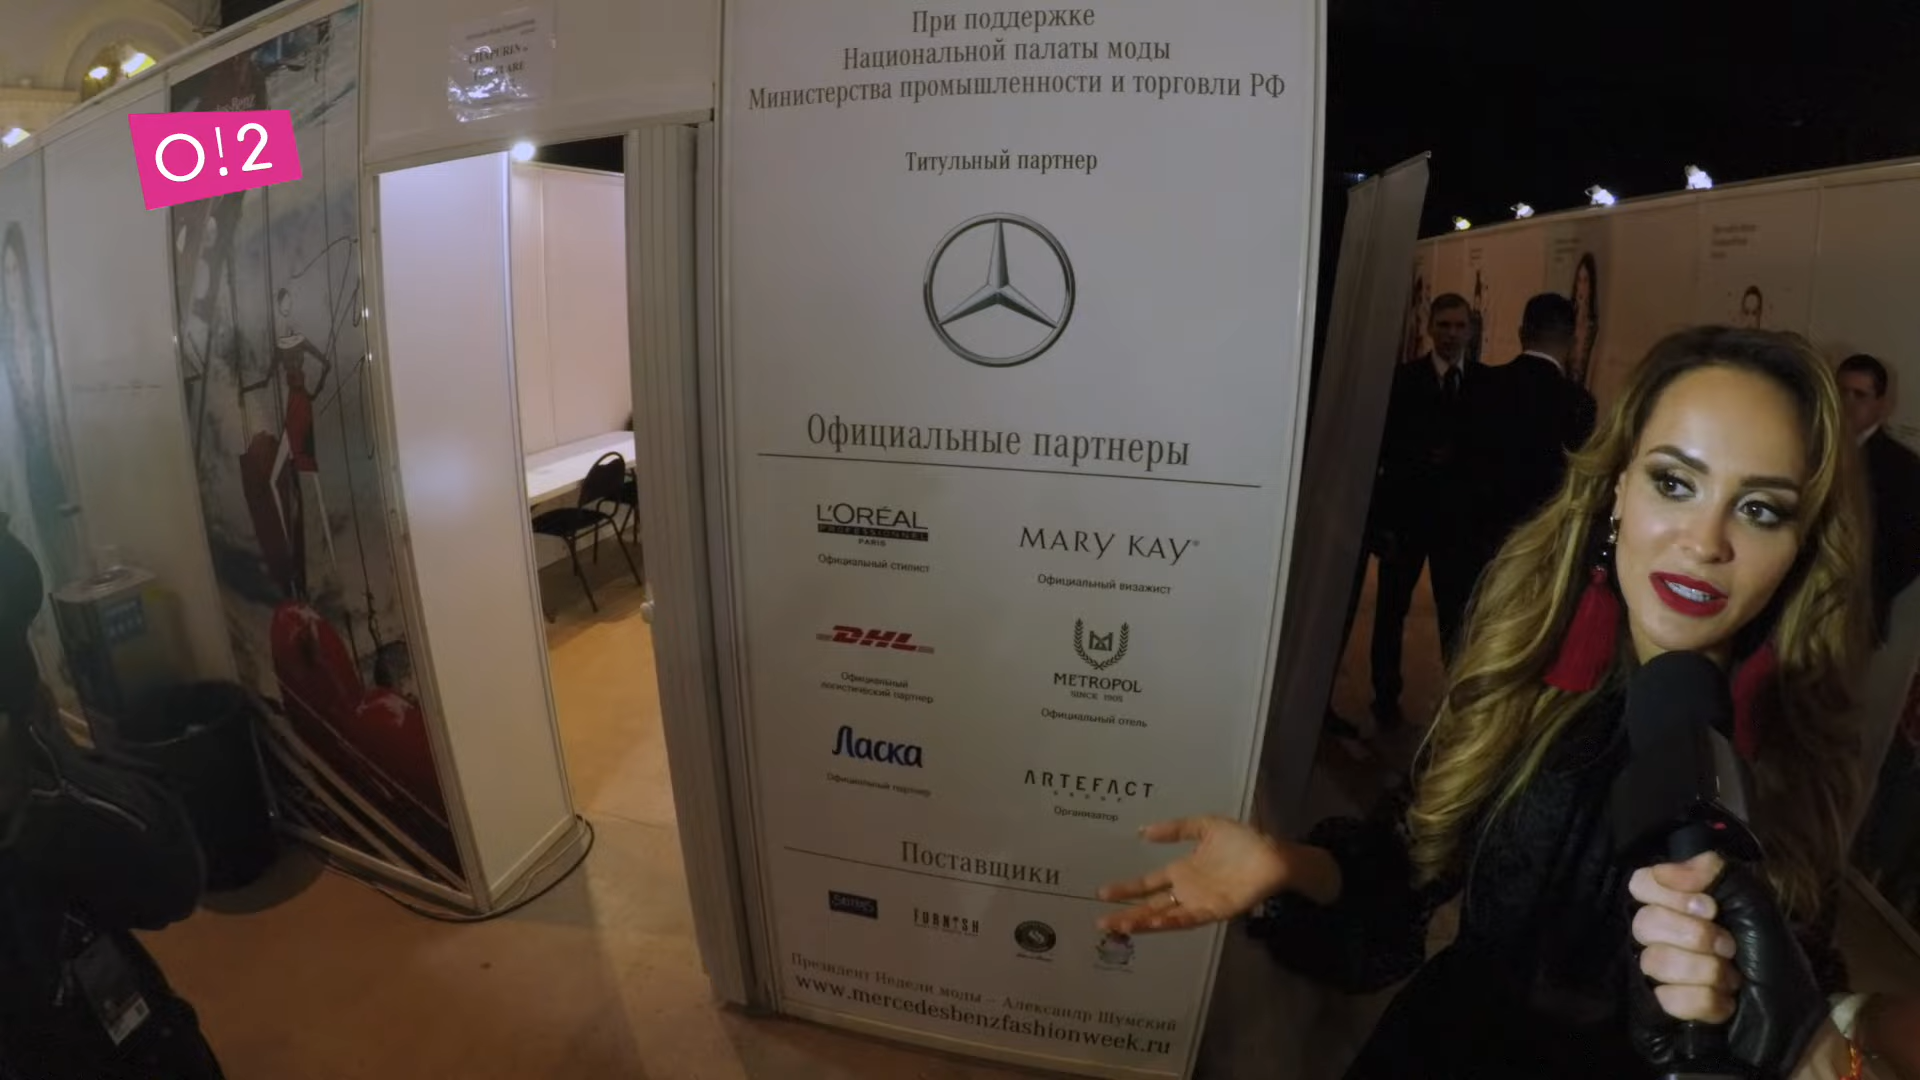 О!2
При поддержке
Национальной палаты моды
Министерства промышленности и торговли РФ
Титульный партнер
Официальные партнеры
L'ORÉAL
PROFESSIONNEL
PARIS
Официальный стилист
MARY KAY®
Официальный визажист
DHL
Официальный
логистический партнер
METROPOL
SINCE 1905
Официальный отель
Ласка
Официальный партнер
ARTEFACT
Организатор
Поставщики
FURNISH
Президент Недели моды – Александр Шумский
www.mercedesbenzfashionweek.ru